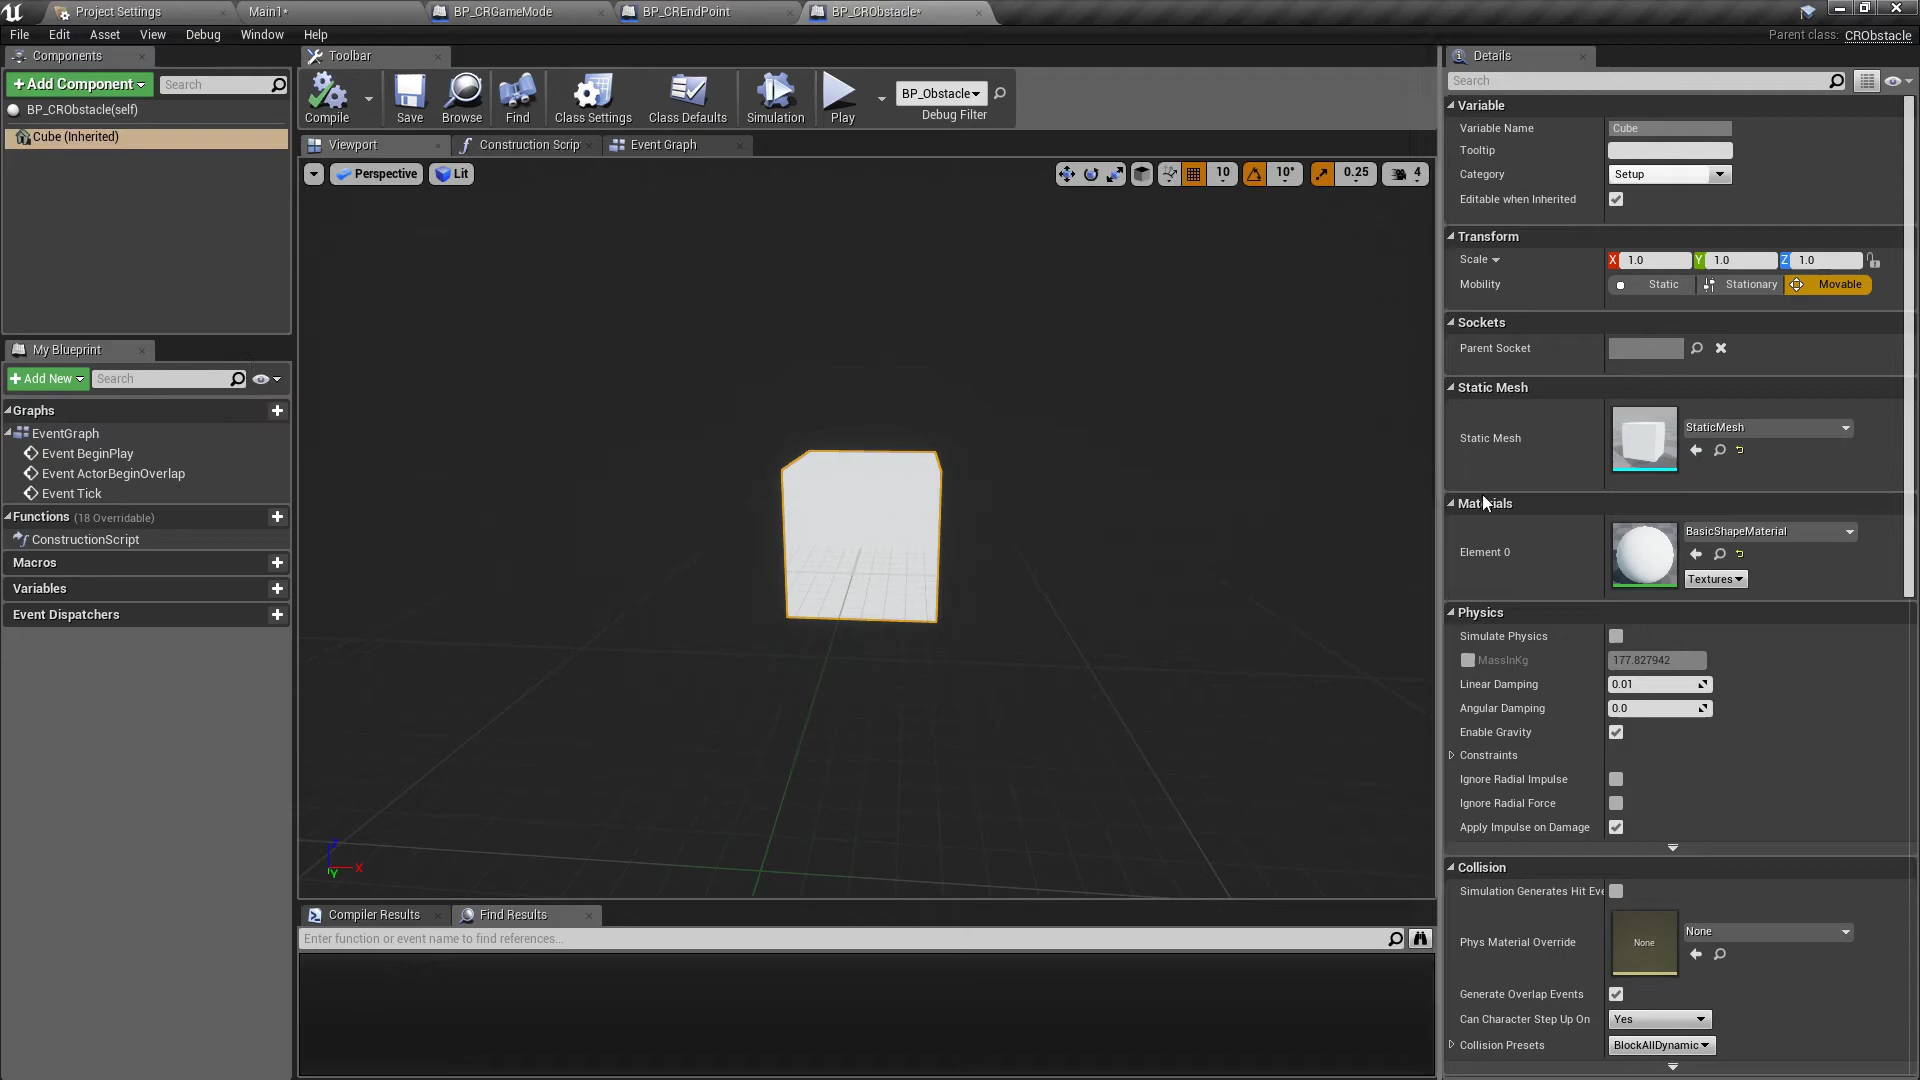 Project Settings
Main1*
BP_CRGameMode
BP_CREndPoint
BP_CRObstacle*
File Edit Asset View Debug Window Help
Parent class: CRObstacle
Components
+ Add Component
Search
BP_CRObstacle(self)
Cube (Inherited)
My Blueprint
+ Add New
Search
Graphs
EventGraph
Event BeginPlay
Event ActorBeginOverlap
Event Tick
Functions (18 Overridable)
ConstructionScript
Macros
Variables
Event Dispatchers
Toolbar
Compile
Save
Browse
Find
Class Settings
Class Defaults
Simulation
Play
BP_Obstacle
Debug Filter
Viewport
Construction Scrip
Event Graph
Perspective
Lit
10
10°
0.25
4
X
Y
Compiler Results
Find Results
Enter function or event name to find references...
Details
Search
Variable
Variable Name Cube
Tooltip
Category Setup
Editable when Inherited
Transform
Scale X 1.0 Y 1.0 Z 1.0
Mobility Static Stationary Movable
Sockets
Parent Socket
Static Mesh
Static Mesh StaticMesh
Materials
Element 0 BasicShapeMaterial
Textures
Physics
Simulate Physics
MassInKg 177.827942
Linear Damping 0.01
Angular Damping 0.0
Enable Gravity
Constraints
Ignore Radial Impulse
Ignore Radial Force
Apply Impulse on Damage
Collision
Simulation Generates Hit Eve
Phys Material Override None None
Generate Overlap Events
Can Character Step Up On Yes
Collision Presets BlockAllDynamic